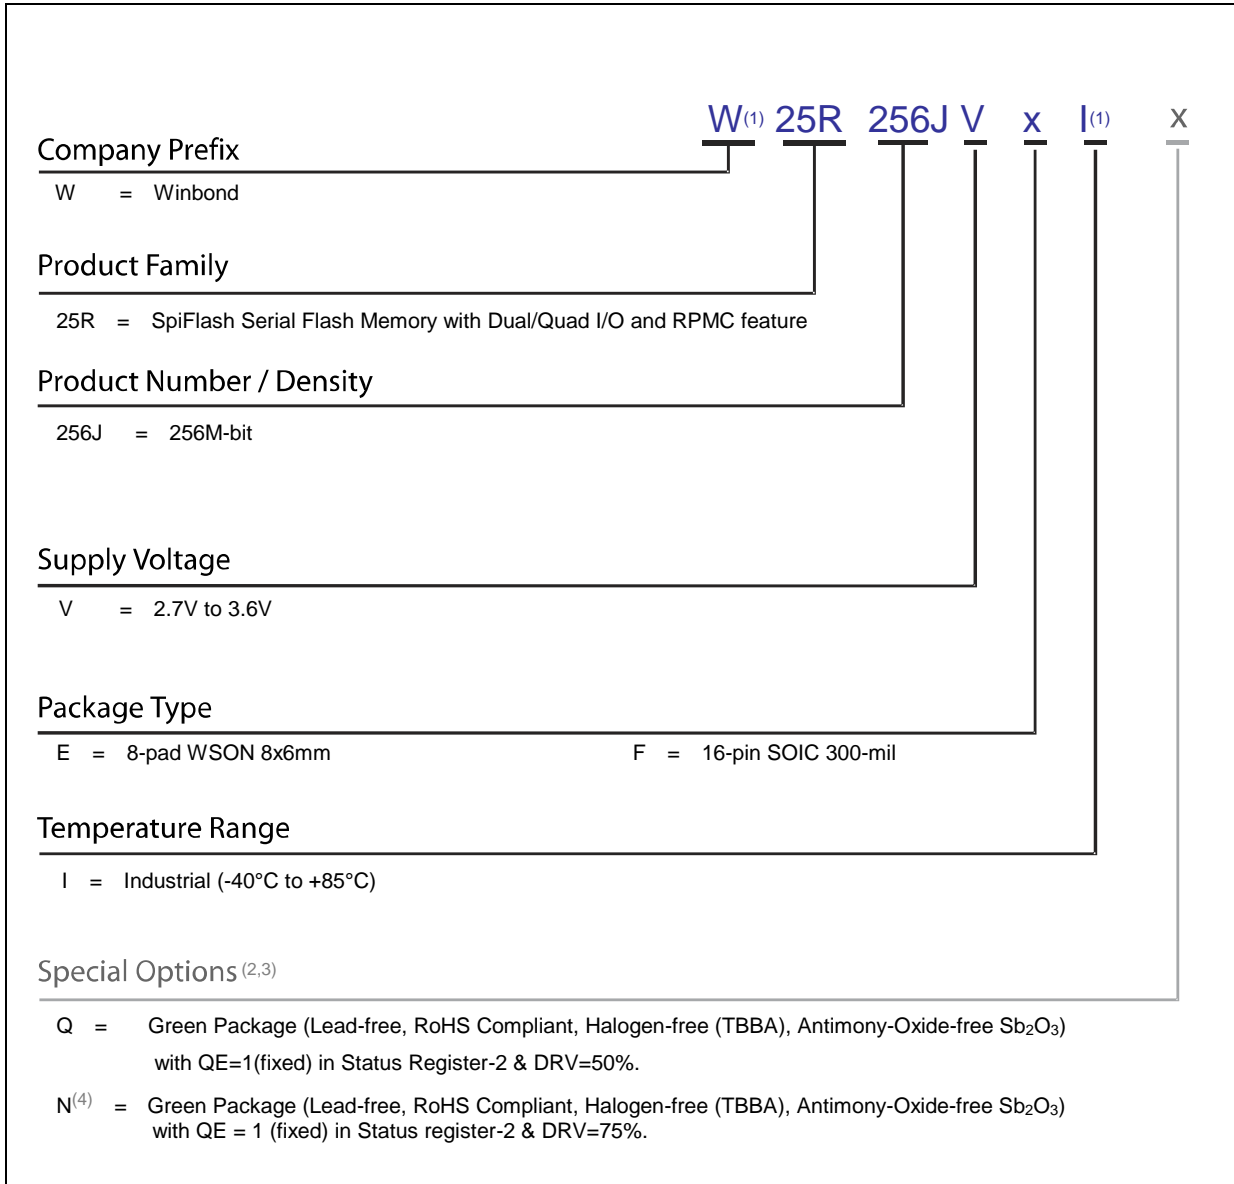 W(1) 25R 256J V x I(1) x
Company Prefix
W = Winbond
Product Family
25R = SpiFlash Serial Flash Memory with Dual/Quad I/O and RPMC feature
Product Number / Density
256J = 256M-bit
Supply Voltage
V = 2.7V to 3.6V
Package Type
E = 8-pad WSON 8x6mm F = 16-pin SOIC 300-mil
Temperature Range
I = Industrial (-40°C to +85°C)
Special Options (2,3)
Q = Green Package (Lead-free, RoHS Compliant, Halogen-free (TBBA), Antimony-Oxide-free Sb₂O₃)
with QE=1(fixed) in Status Register-2 & DRV=50%.
N(4) = Green Package (Lead-free, RoHS Compliant, Halogen-free (TBBA), Antimony-Oxide-free Sb₂O₃)
with QE = 1 (fixed) in Status register-2 & DRV=75%.